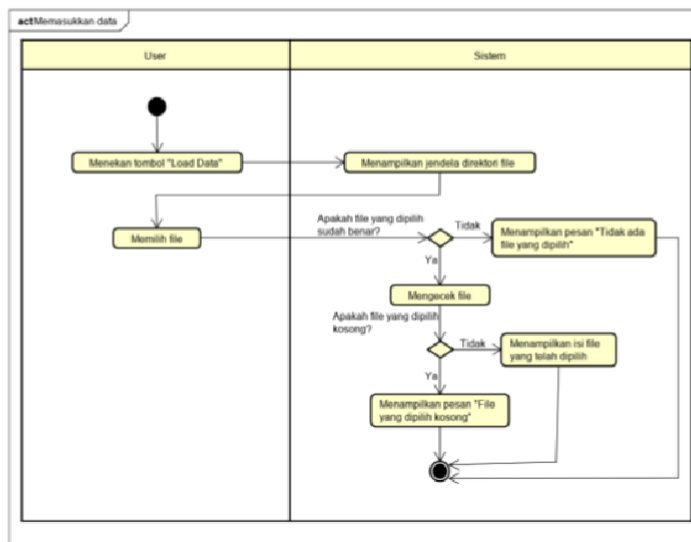 act Memasukkan data
User
Sistem
Menekan tombol "Load Data"
Menampilkan jendela direktori file
Memilih file
Apakah file yang dipilih
sudah benar?
Tidak
Menampilkan pesan "Tidak ada
file yang dipilih"
Ya
Mengecek file
Apakah file yang dipilih
kosong?
Tidak
Menampilkan isi file
yang telah dipilih
Ya
Menampilkan pesan "File
yang dipilih kosong"